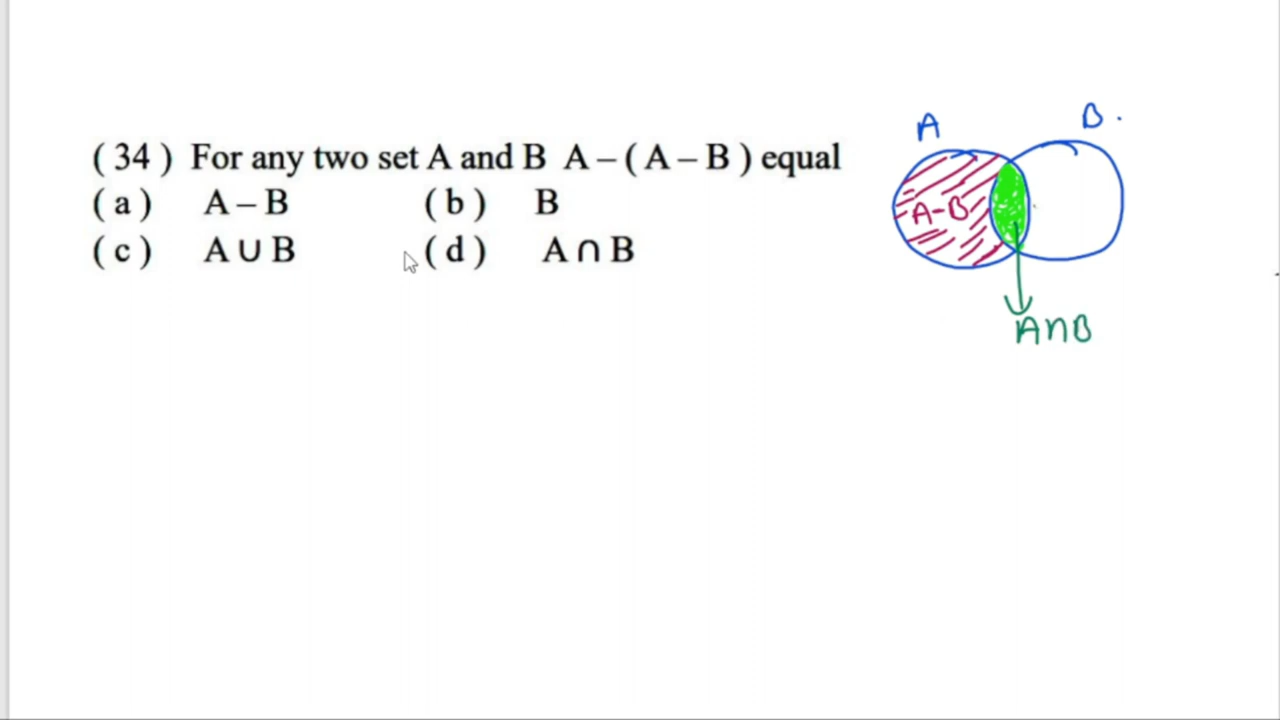 ( 34 ) For any two set A and B A – ( A – B ) equal
( a ) A – B ( b ) B
( c ) A ∪ B ( d ) A ∩ B
A B.
A-B
A∩B